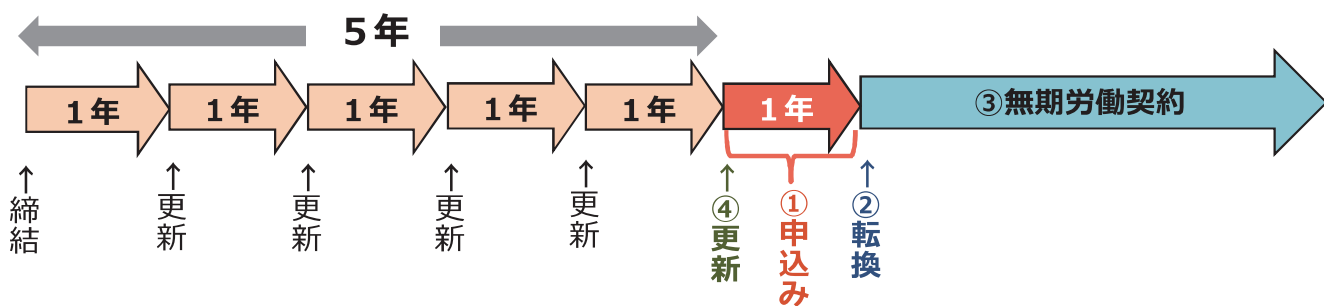 5年
1年
1年
1年
1年
1年
1年
③無期労働契約
↑締結
↑更新
↑更新
↑更新
↑更新
↑④更新
①申込み
↑②転換